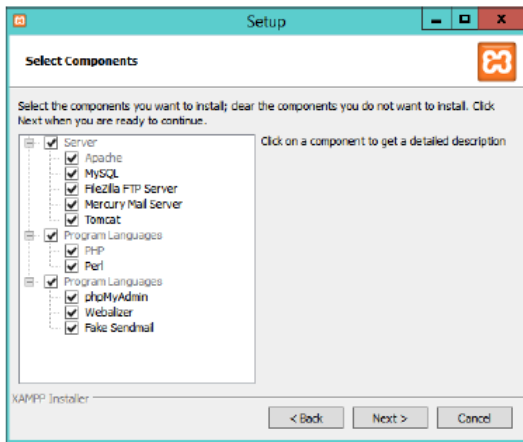 Setup
Select Components
Select the components you want to install; clear the components you do not want to install. Click
Next when you are ready to continue.
Server
Apache
MySQL
FileZilla FTP Server
Mercury Mail Server
Tomcat
Program Languages
PHP
Perl
Program Languages
phpMyAdmin
Webalizer
Fake Sendmail
Click on a component to get a detailed description
XAMPP Installer
< Back
Next >
Cancel